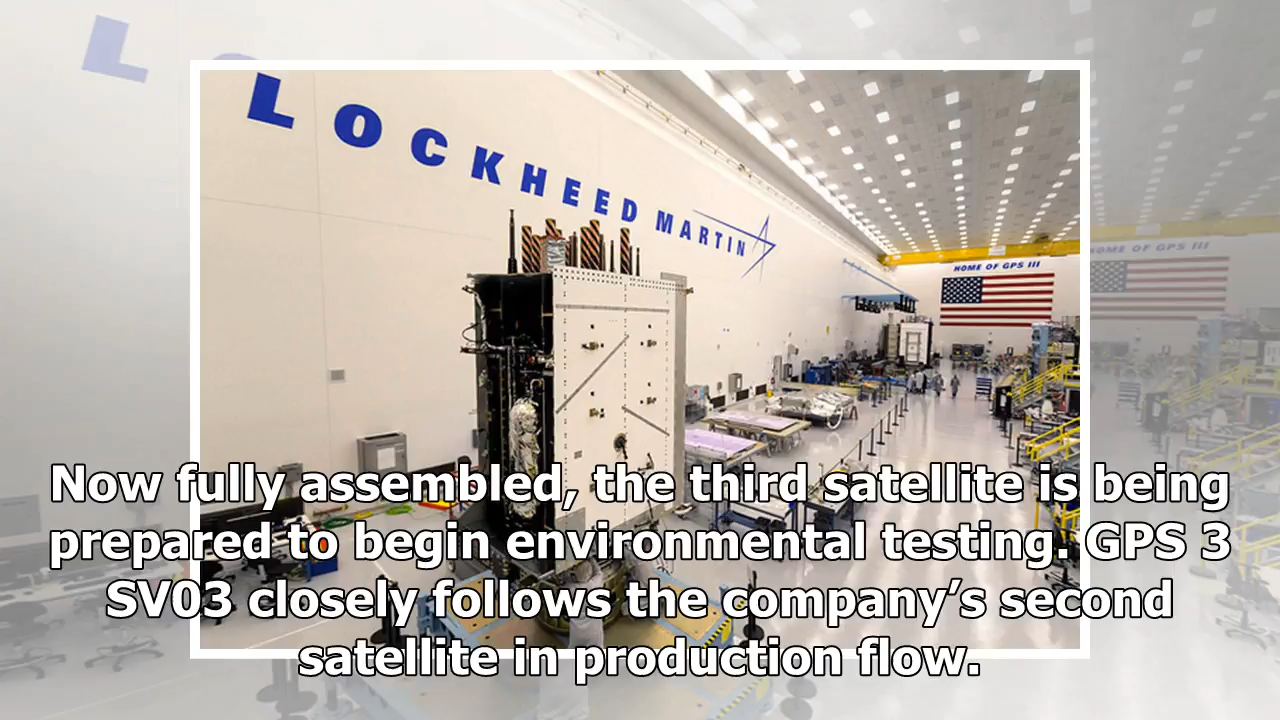 L
LOCKHEED MARTIN
HOME OF GPS III
HOME OF GPS III
Now fully assembled, the third satellite is being
prepared to begin environmental testing. GPS 3
SV03 closely follows the company’s second
satellite in production flow.